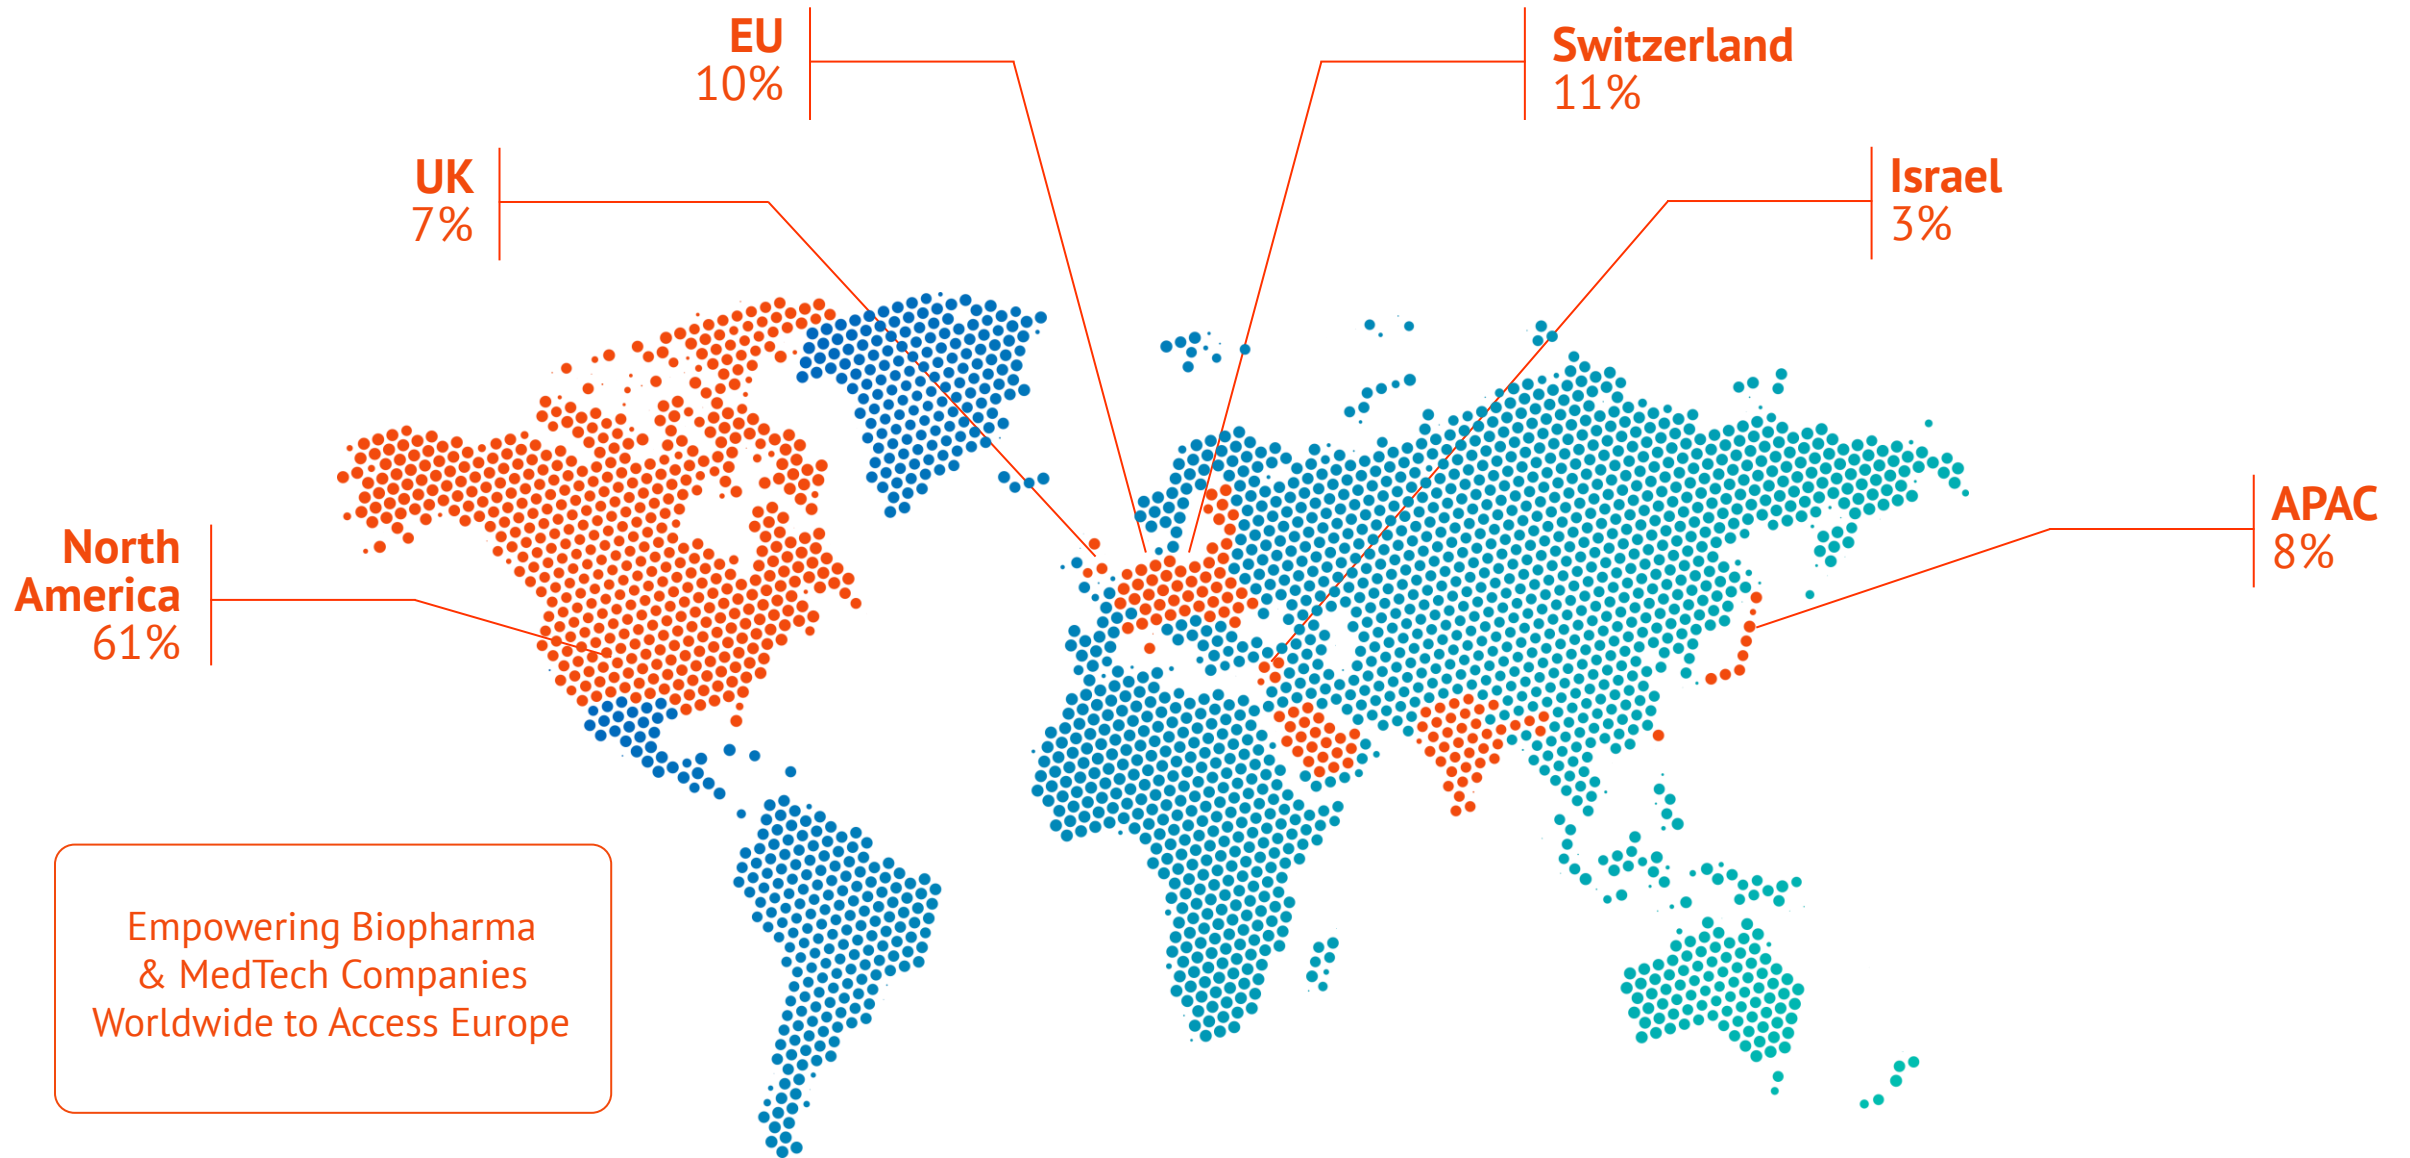 EU
10%
Switzerland
11%
UK
7%
Israel
3%
APAC
8%
North
America
61%
Empowering Biopharma
& MedTech Companies
Worldwide to Access Europe